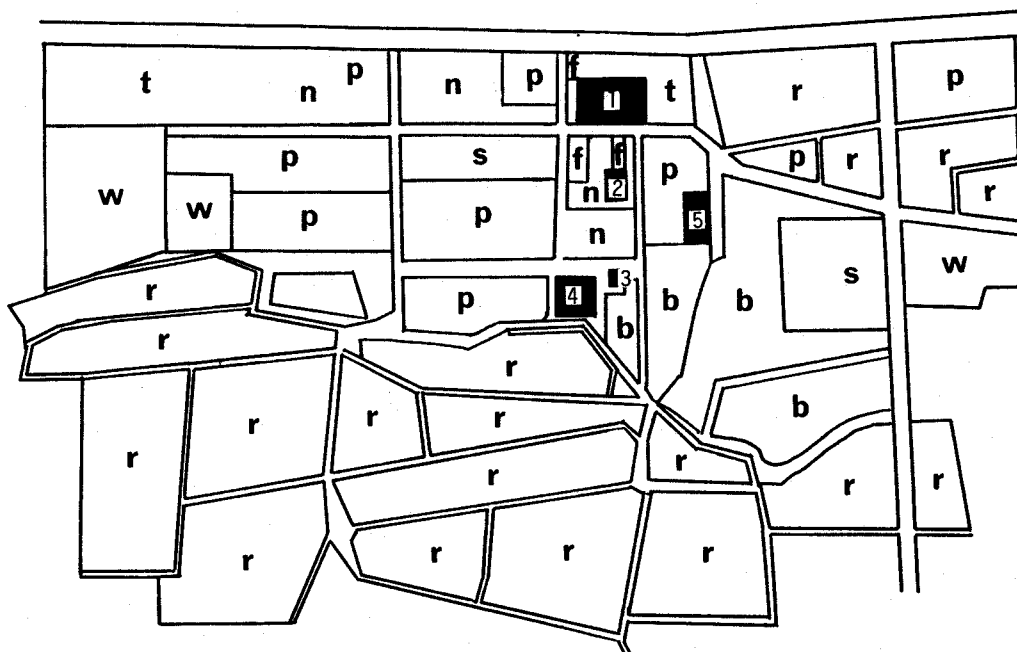 f
p p
t n n 1 t r p
s f f
p p p r r
w w n 2 r
p p 5
n
s w
r p 4 3 b b
r b
r
r r r b
r r r
r r r r r